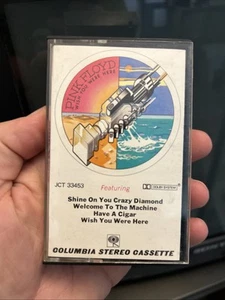 PINK FLOYD
WISH YOU WERE HERE
JCT 33453
Featuring
DOLBY SYSTEM
Shine On You Crazy Diamond
Welcome To The Machine
Have A Cigar
Wish You Were Here
COLUMBIA STEREO CASSETTE